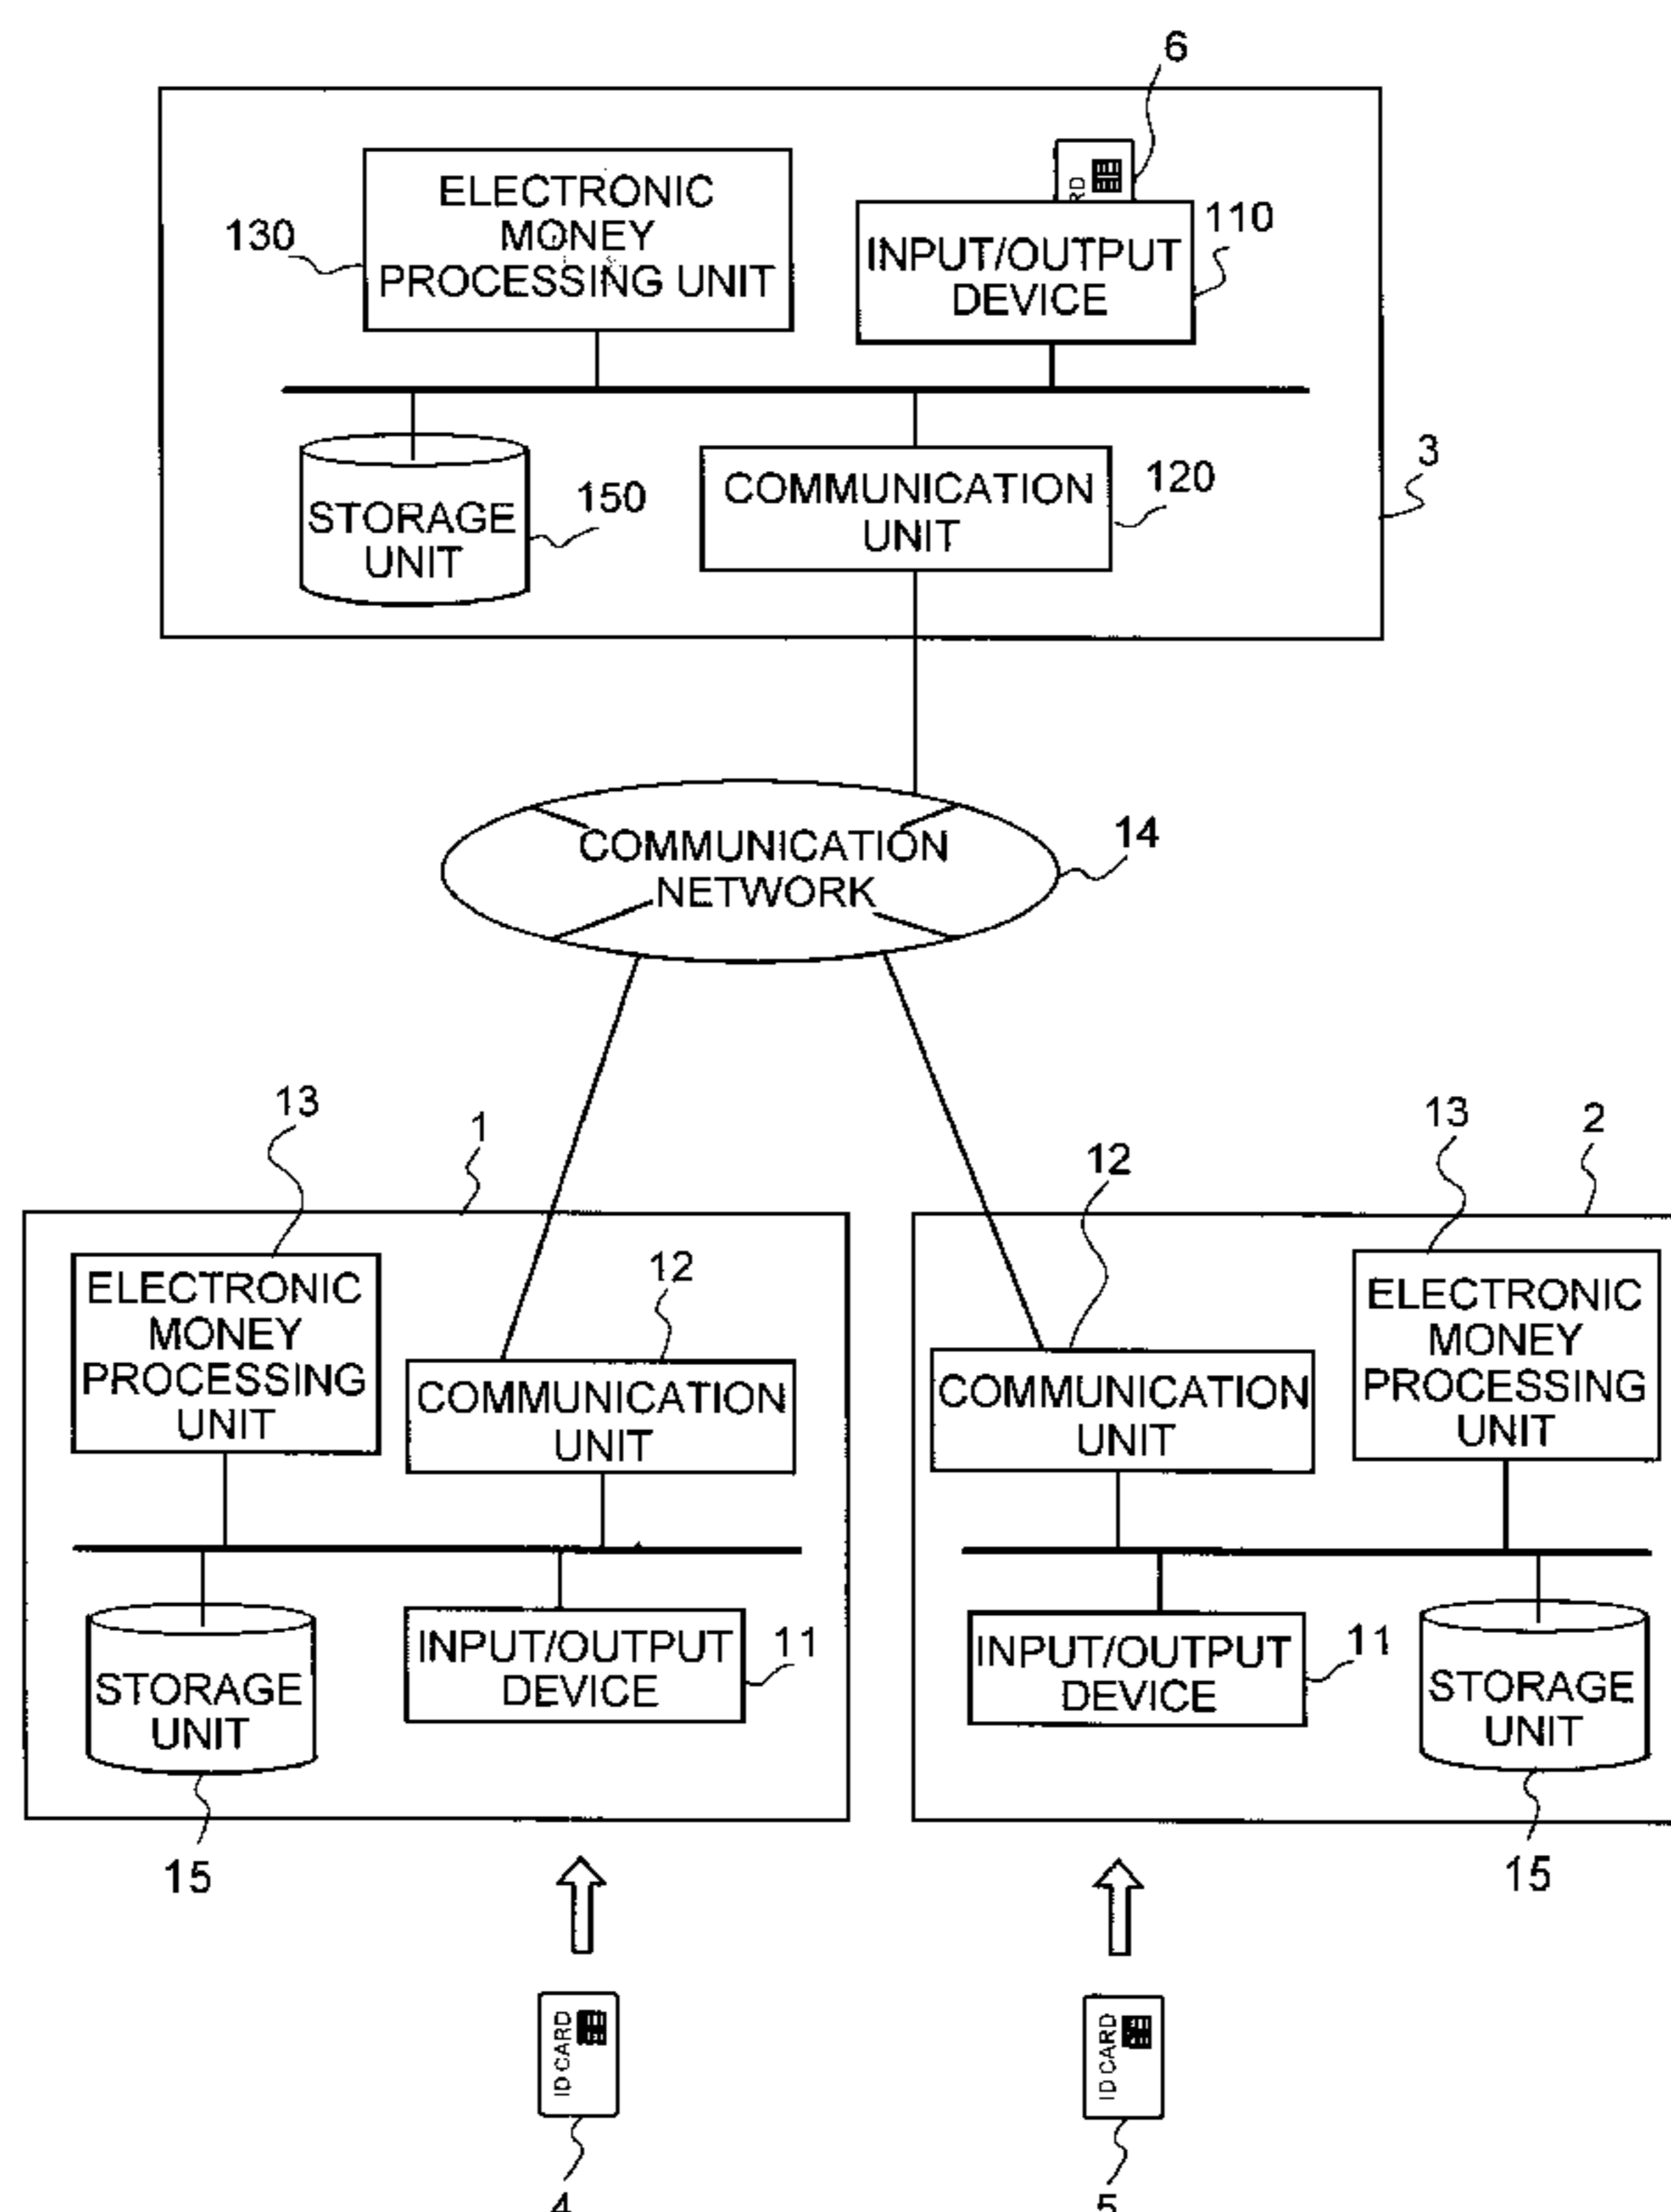 6
ELECTRONIC
MONEY
PROCESSING UNIT
130
RD
INPUT/OUTPUT
DEVICE
110
STORAGE
UNIT
150
COMMUNICATION
UNIT
120
3
COMMUNICATION
NETWORK
14
13
1
ELECTRONIC
MONEY
PROCESSING
UNIT
12
COMMUNICATION
UNIT
STORAGE
UNIT
15
INPUT/OUTPUT
DEVICE
11
12
13
2
COMMUNICATION
UNIT
ELECTRONIC
MONEY
PROCESSING
UNIT
INPUT/OUTPUT
DEVICE
11
STORAGE
UNIT
15
ID CARD
4
ID CARD
5